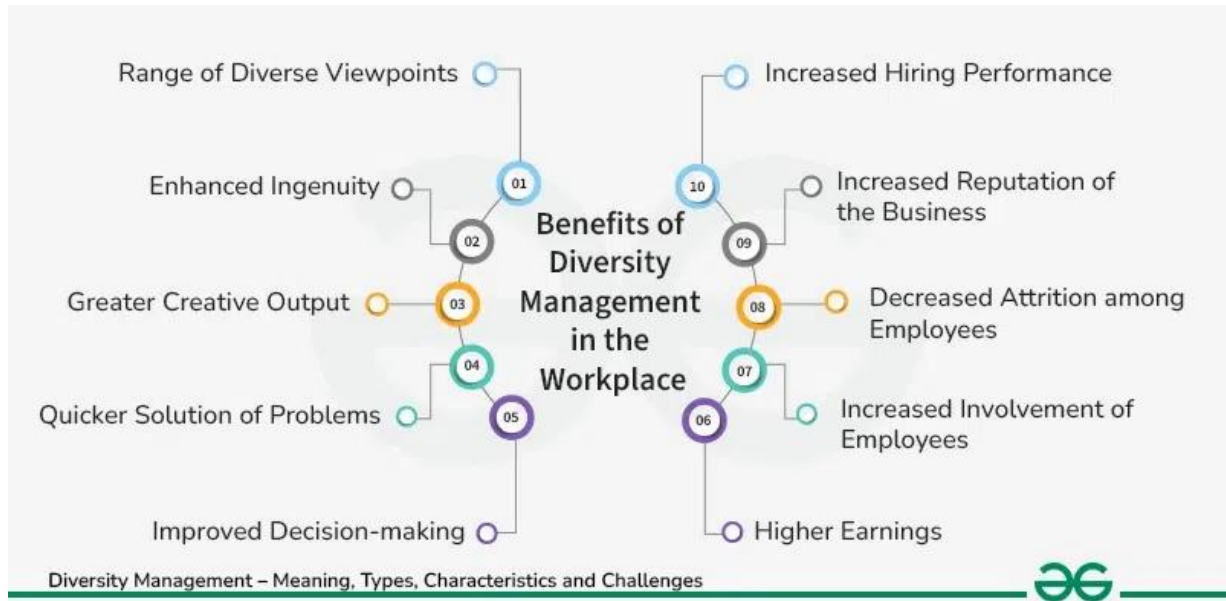 Benefits of
Diversity
Management
in the
Workplace
01
Range of Diverse Viewpoints
02
Enhanced Ingenuity
03
Greater Creative Output
04
Quicker Solution of Problems
05
Improved Decision-making
06
Higher Earnings
07
Increased Involvement of
Employees
08
Decreased Attrition among
Employees
09
Increased Reputation of
the Business
10
Increased Hiring Performance
Diversity Management – Meaning, Types, Characteristics and Challenges